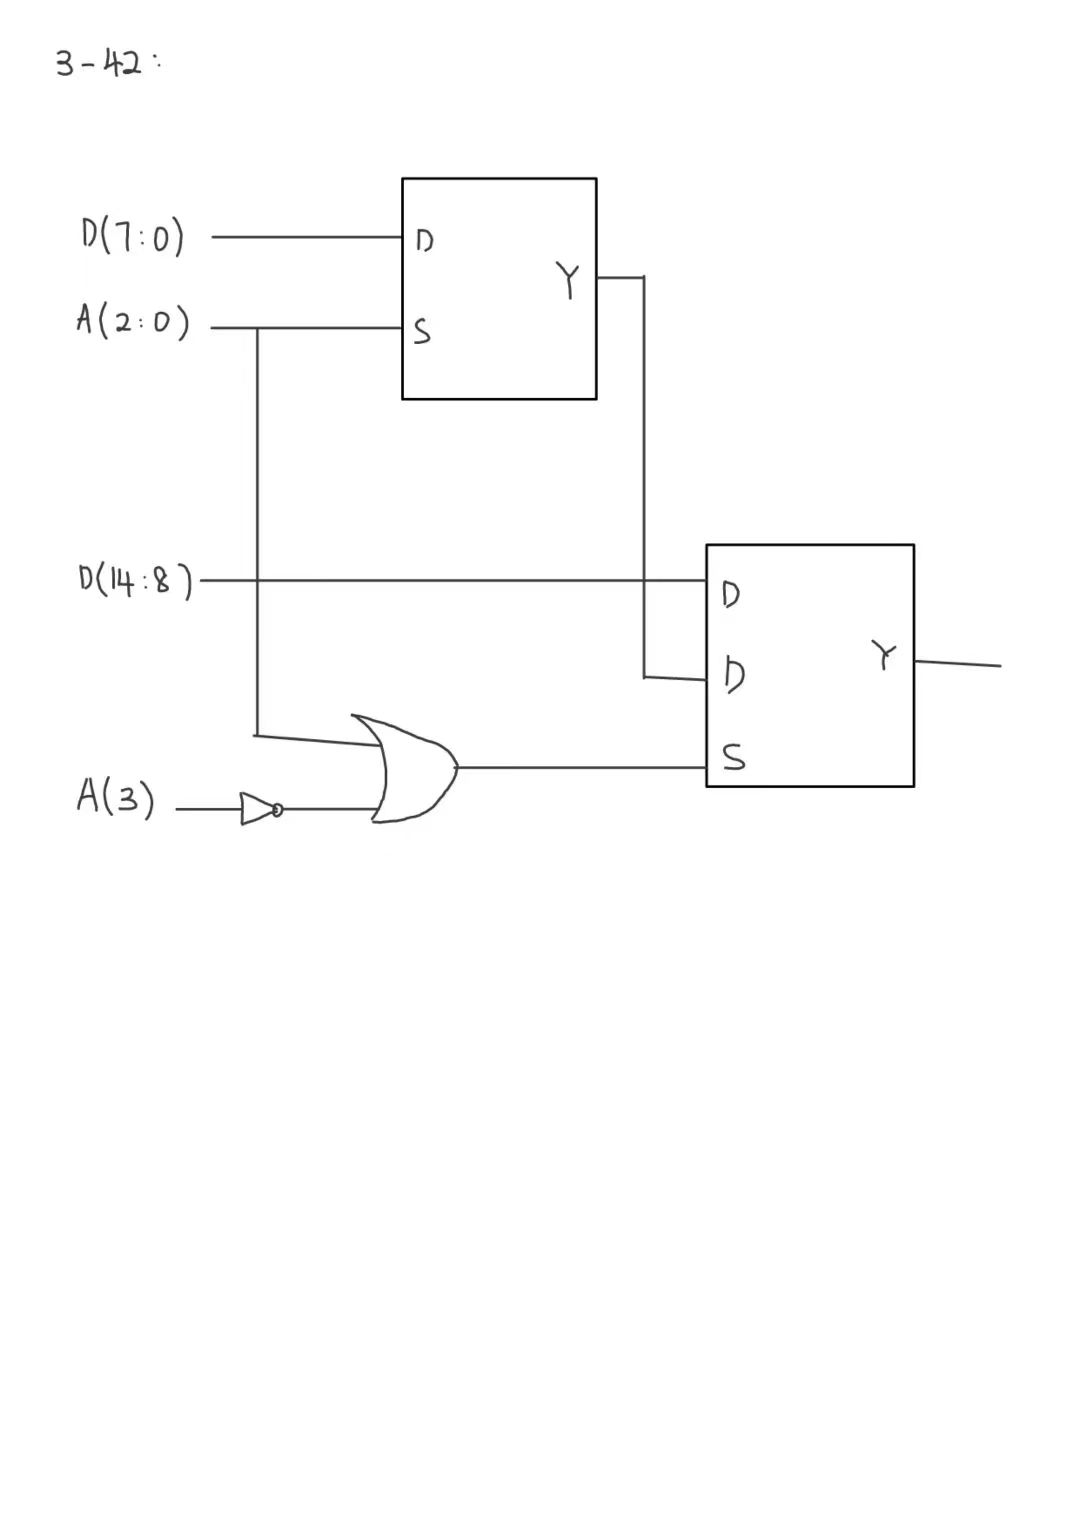 3-42:
D(7:0)
D
Y
A(2:0)
S
D(14:8)
D
Y
D
S
A(3)